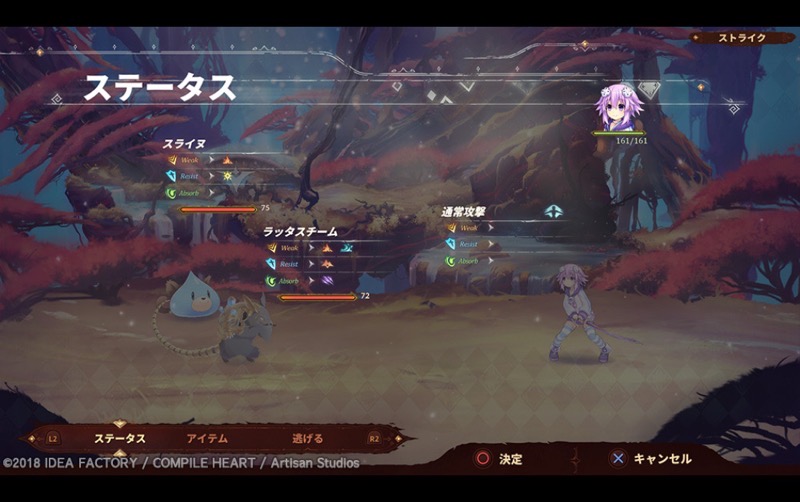 ストライク
ステータス
161/161
スライヌ
Weak
Resist
Absorb
75
通常攻撃
Weak
Resist
Absorb
ラッタスチーム
Weak
Resist
Absorb
72
L2 ステータス アイテム 逃げる R2
決定 キャンセル
©2018 IDEA FACTORY / COMPILE HEART / Artisan Studios